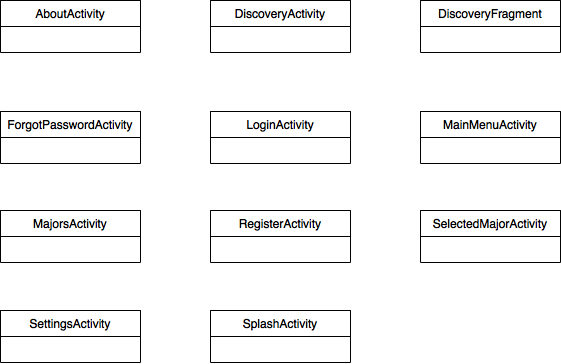 AboutActivity
DiscoveryActivity
DiscoveryFragment
ForgotPasswordActivity
LoginActivity
MainMenuActivity
MajorsActivity
RegisterActivity
SelectedMajorActivity
SettingsActivity
SplashActivity